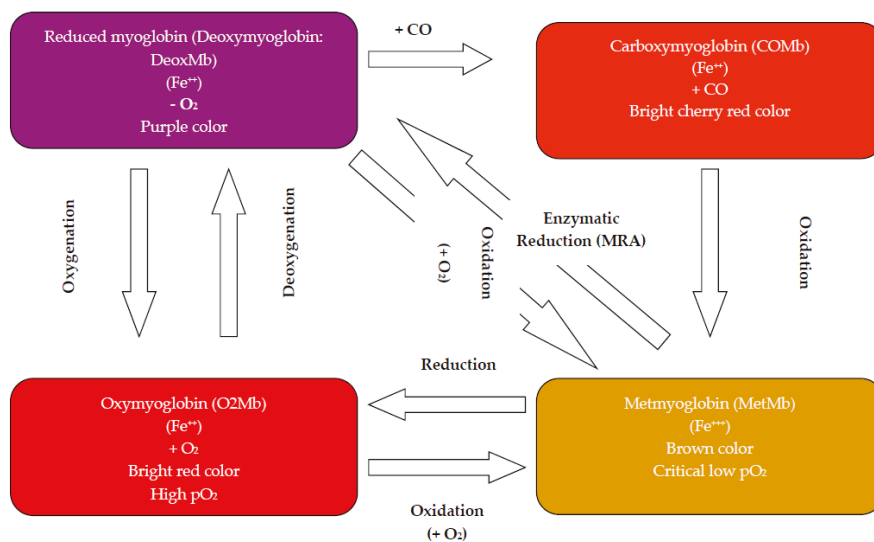 Reduced myoglobin (Deoxymyoglobin:
DeoxMb)
(Fe⁺⁺)
- O₂
Purple color
+ CO
Carboxymyoglobin (COMb)
(Fe⁺⁺)
+ CO
Bright cherry red color
Oxygenation
Deoxygenation
(+ O₂)
Oxidation
Enzymatic
Reduction (MRA)
Oxidation
Reduction
Oxymyoglobin (O2Mb)
(Fe⁺⁺)
+ O₂
Bright red color
High pO₂
Metmyoglobin (MetMb)
(Fe⁺⁺⁺)
Brown color
Critical low pO₂
Oxidation
(+ O₂)